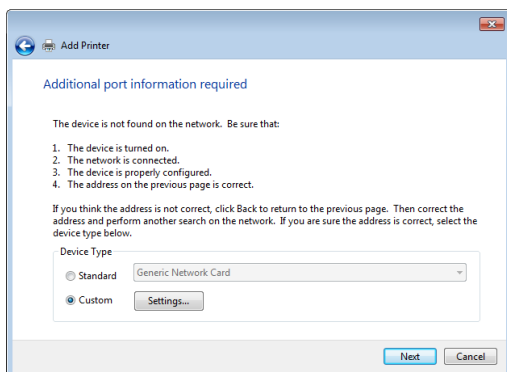 Add Printer
Additional port information required
The device is not found on the network. Be sure that:
1. The device is turned on.
2. The network is connected.
3. The device is properly configured.
4. The address on the previous page is correct.
If you think the address is not correct, click Back to return to the previous page. Then correct the
address and perform another search on the network. If you are sure the address is correct, select the
device type below.
Device Type
Standard Generic Network Card
Custom Settings...
Next Cancel